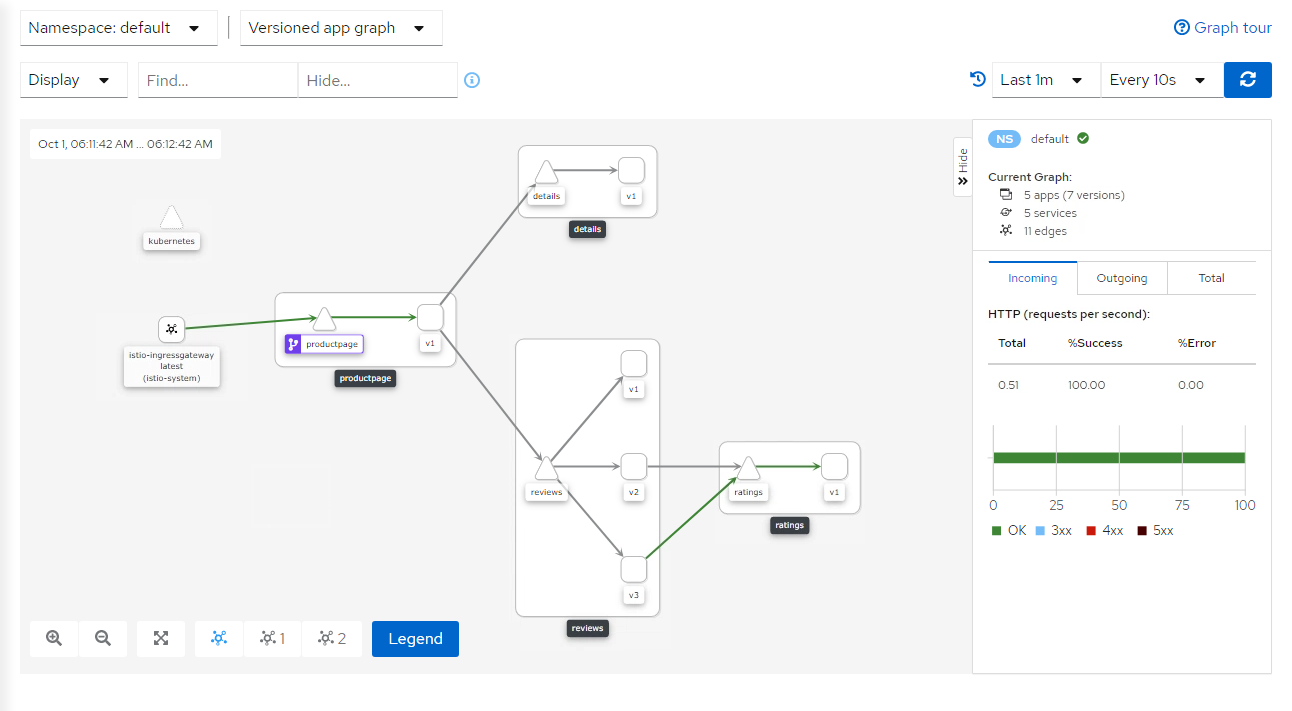 Namespace: default
Versioned app graph
Graph tour
Display
Find...
Hide...
Last 1m
Every 10s
Oct 1, 06:11:42 AM ... 06:12:42 AM
kubernetes
istio-ingressgateway
latest
(istio-system)
productpage
v1
productpage
details
v1
details
reviews
v1
v2
v3
reviews
ratings
v1
ratings
1
2
Legend
Hide
NS default
Current Graph:
5 apps (7 versions)
5 services
11 edges
Incoming
Outgoing
Total
HTTP (requests per second):
Total %Success %Error
0.51 100.00 0.00
0 25 50 75 100
OK 3xx 4xx 5xx